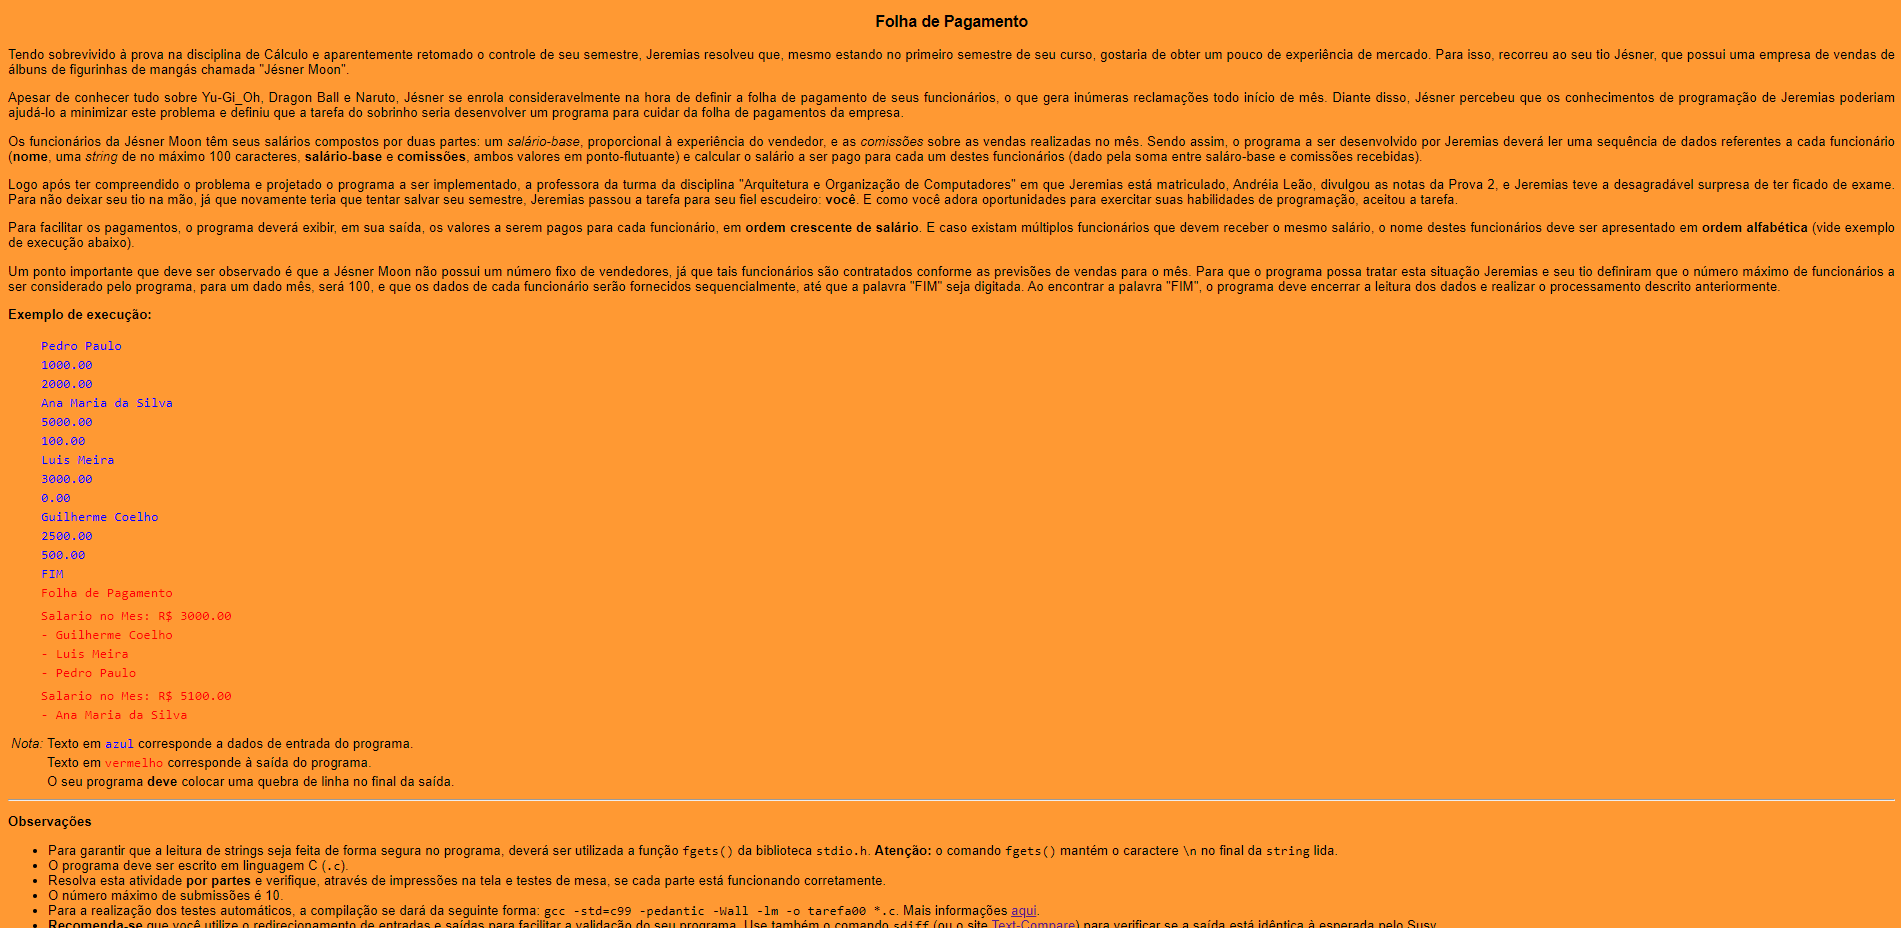 Folha de Pagamento
Tendo sobrevivido à prova na disciplina de Cálculo e aparentemente retomado o controle de seu semestre, Jeremias resolveu que, mesmo estando no primeiro semestre de seu curso, gostaria de obter um pouco de experiência de mercado. Para isso, recorreu ao seu tio Jésner, que possui uma empresa de vendas de
álbuns de figurinhas de mangás chamada "Jésner Moon".
Apesar de conhecer tudo sobre Yu-Gi_Oh, Dragon Ball e Naruto, Jésner se enrola consideravelmente na hora de definir a folha de pagamento de seus funcionários, o que gera inúmeras reclamações todo início de mês. Diante disso, Jésner percebeu que os conhecimentos de programação de Jeremias poderiam
ajudá-lo a minimizar este problema e definiu que a tarefa do sobrinho seria desenvolver um programa para cuidar da folha de pagamentos da empresa.
Os funcionários da Jésner Moon têm seus salários compostos por duas partes: um salário-base, proporcional à experiência do vendedor, e as comissões sobre as vendas realizadas no mês. Sendo assim, o programa a ser desenvolvido por Jeremias deverá ler uma sequência de dados referentes a cada funcionário
(nome, uma string de no máximo 100 caracteres, salário-base e comissões, ambos valores em ponto-flutuante) e calcular o salário a ser pago para cada um destes funcionários (dado pela soma entre saláro-base e comissões recebidas).
Logo após ter compreendido o problema e projetado o programa a ser implementado, a professora da turma da disciplina "Arquitetura e Organização de Computadores" em que Jeremias está matriculado, Andréia Leão, divulgou as notas da Prova 2, e Jeremias teve a desagradável surpresa de ter ficado de exame.
Para não deixar seu tio na mão, já que novamente teria que tentar salvar seu semestre, Jeremias passou a tarefa para seu fiel escudeiro: você. E como você adora oportunidades para exercitar suas habilidades de programação, aceitou a tarefa.
Para facilitar os pagamentos, o programa deverá exibir, em sua saída, os valores a serem pagos para cada funcionário, em ordem crescente de salário. E caso existam múltiplos funcionários que devem receber o mesmo salário, o nome destes funcionários deve ser apresentado em ordem alfabética (vide exemplo
de execução abaixo).
Um ponto importante que deve ser observado é que a Jésner Moon não possui um número fixo de vendedores, já que tais funcionários são contratados conforme as previsões de vendas para o mês. Para que o programa possa tratar esta situação Jeremias e seu tio definiram que o número máximo de funcionários a
ser considerado pelo programa, para um dado mês, será 100, e que os dados de cada funcionário serão fornecidos sequencialmente, até que a palavra "FIM" seja digitada. Ao encontrar a palavra "FIM", o programa deve encerrar a leitura dos dados e realizar o processamento descrito anteriormente.
Exemplo de execução:
Pedro Paulo
1000.00
2000.00
Ana Maria da Silva
5000.00
100.00
Luis Meira
3000.00
0.00
Guilherme Coelho
2500.00
500.00
FIM
Folha de Pagamento
Salario no Mes: R$ 3000.00
- Guilherme Coelho
- Luis Meira
- Pedro Paulo
Salario no Mes: R$ 5100.00
- Ana Maria da Silva
Nota: Texto em azul corresponde a dados de entrada do programa.
Texto em vermelho corresponde à saída do programa.
O seu programa deve colocar uma quebra de linha no final da saída.
Observações
• Para garantir que a leitura de strings seja feita de forma segura no programa, deverá ser utilizada a função fgets() da biblioteca stdio.h. Atenção: o comando fgets() mantém o caractere \n no final da string lida.
• O programa deve ser escrito em linguagem C (.c).
• Resolva esta atividade por partes e verifique, através de impressões na tela e testes de mesa, se cada parte está funcionando corretamente.
• O número máximo de submissões é 10.
• Para a realização dos testes automáticos, a compilação se dará da seguinte forma: gcc -std=c99 -pedantic -Wall -lm -o tarefa00 *.c. Mais informações aqui.
• Recomenda-se que você utilize o redirecionamento de entradas e saídas para facilitar a validação do seu programa. Use também o comando sdiff (ou o site Text-Compare) para verificar se a saída está idêntica à esperada pelo Susy.